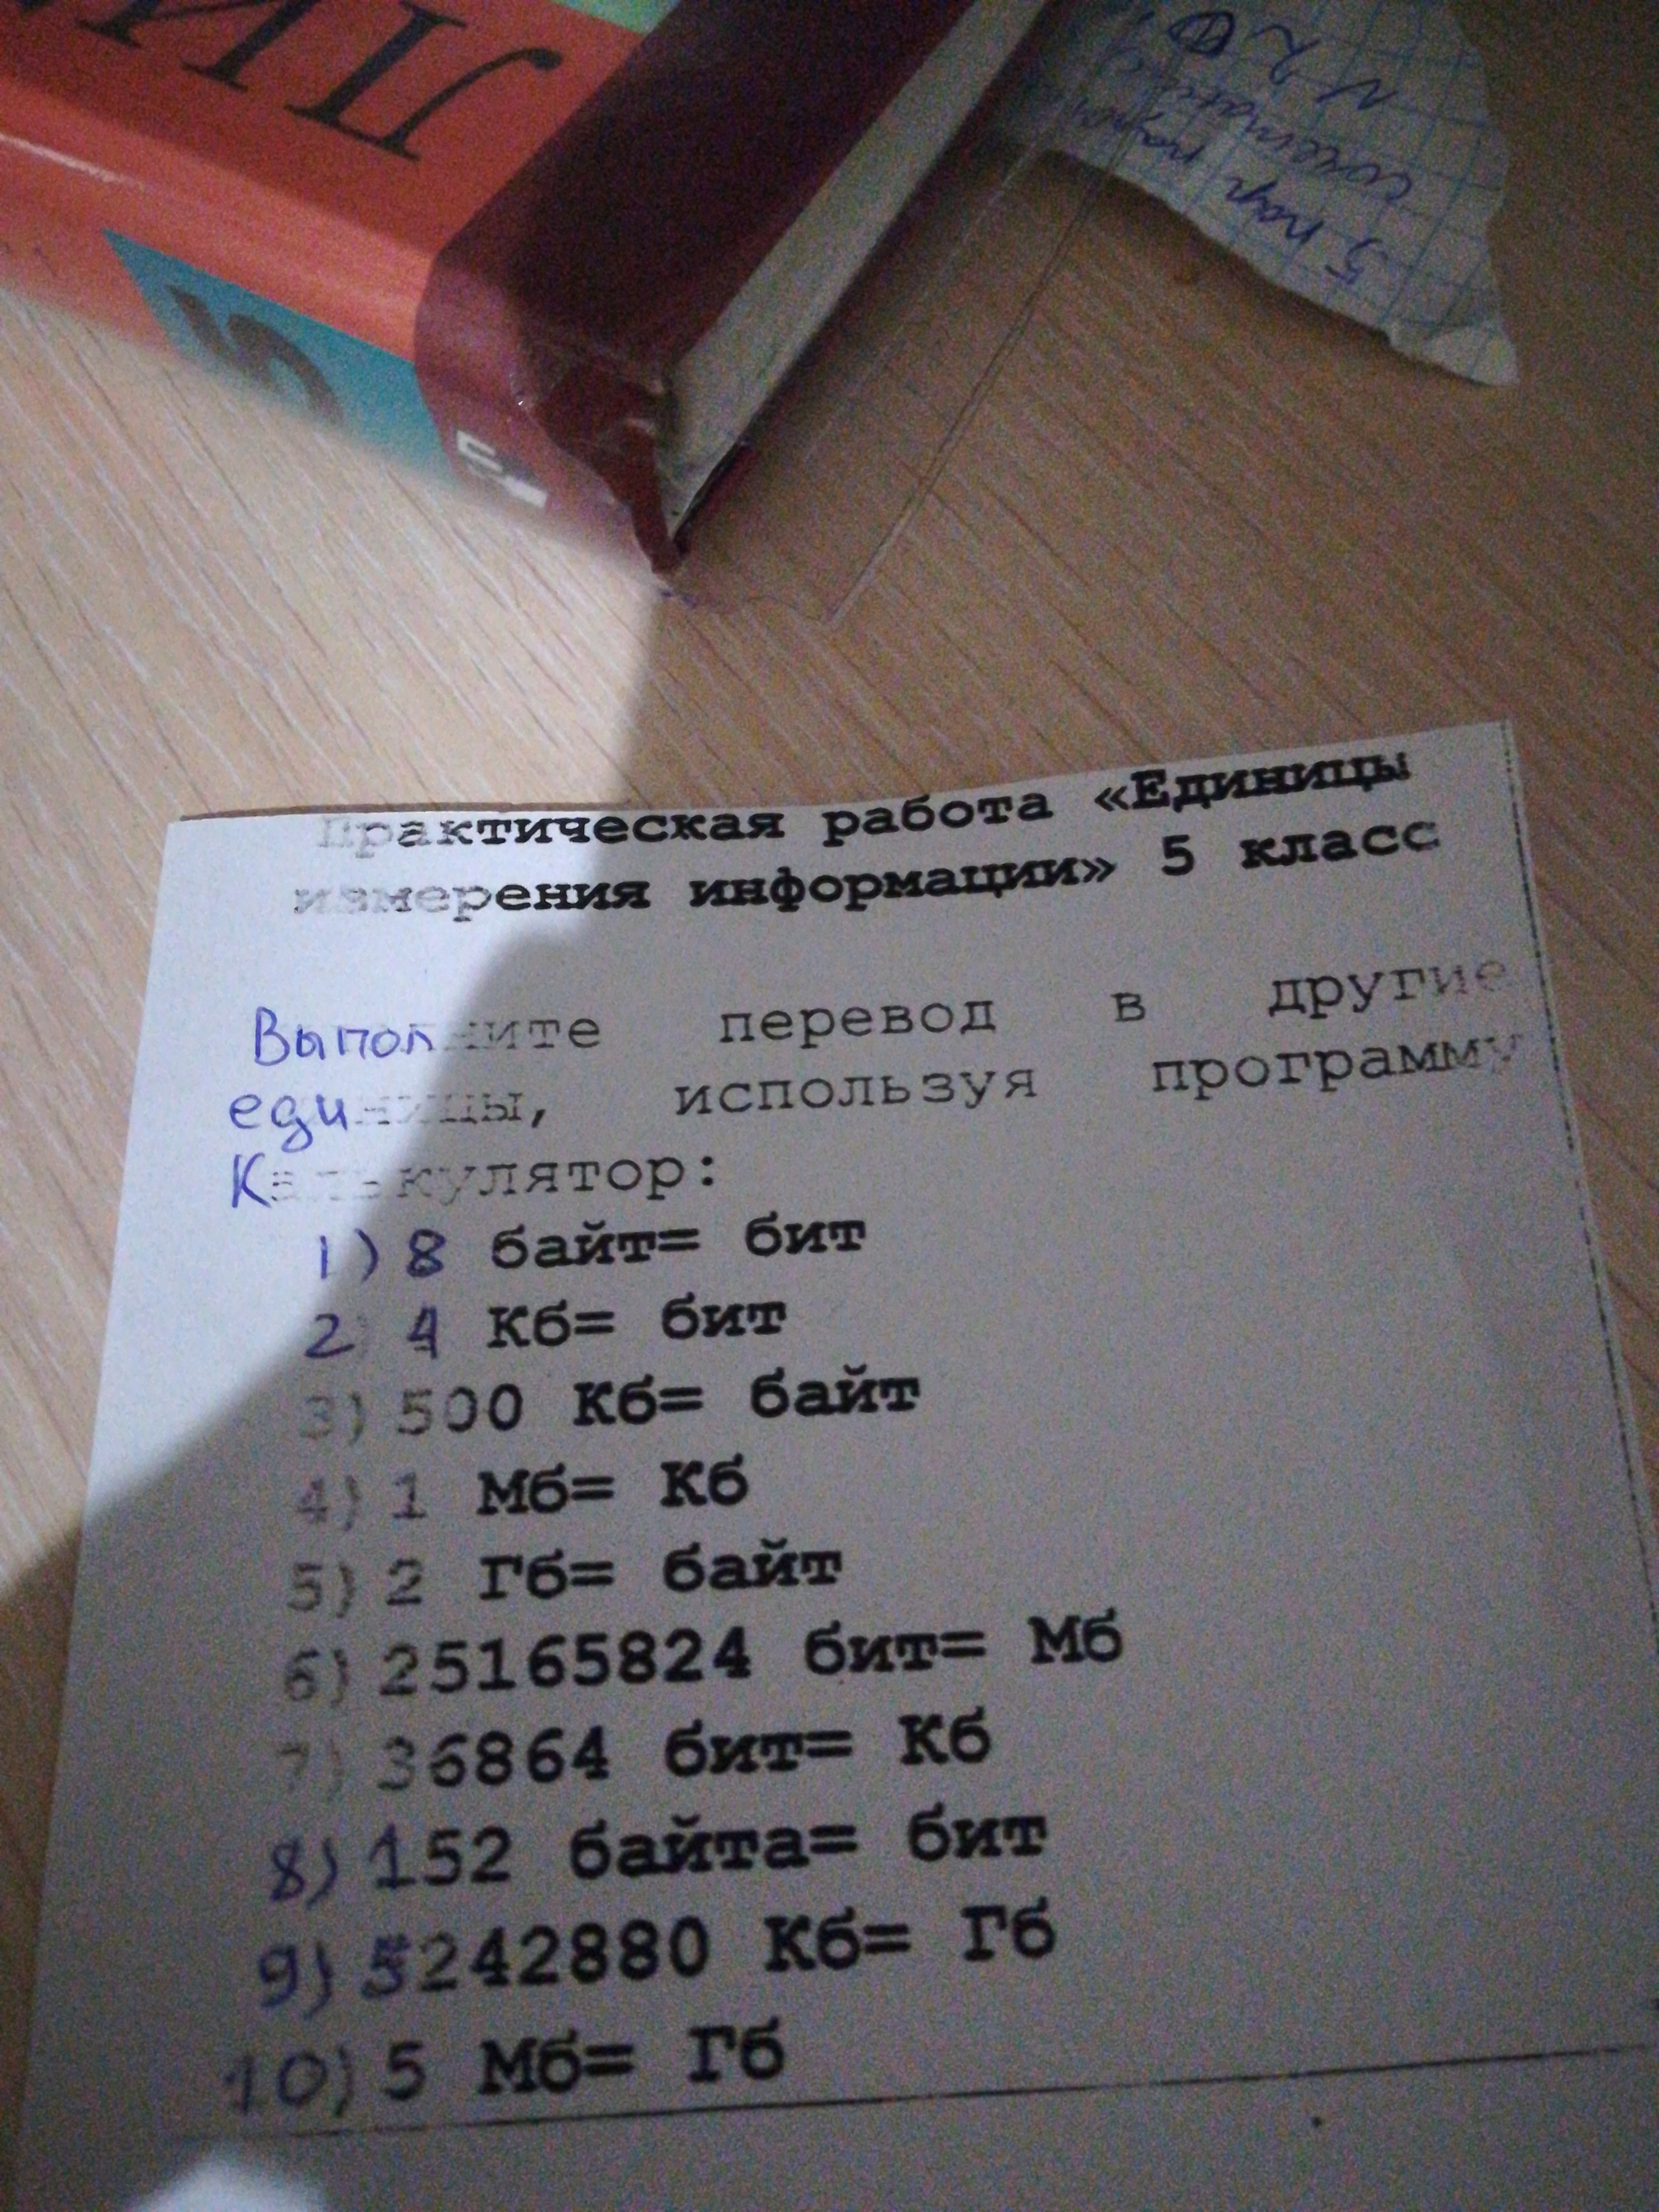 Практическая работа «Единицы
измерения информации» 5 класс
Выполните перевод в другие
единицы, используя программу
Калькулятор:
1) 8 байт= бит
2) 4 Кб= бит
3) 500 Кб= байт
4) 1 Мб= Кб
5) 2 Гб= байт
6) 25165824 бит= Мб
7) 36864 бит= Кб
8) 152 байта= бит
9) 5242880 Кб= Гб
10) 5 Мб= Гб
5